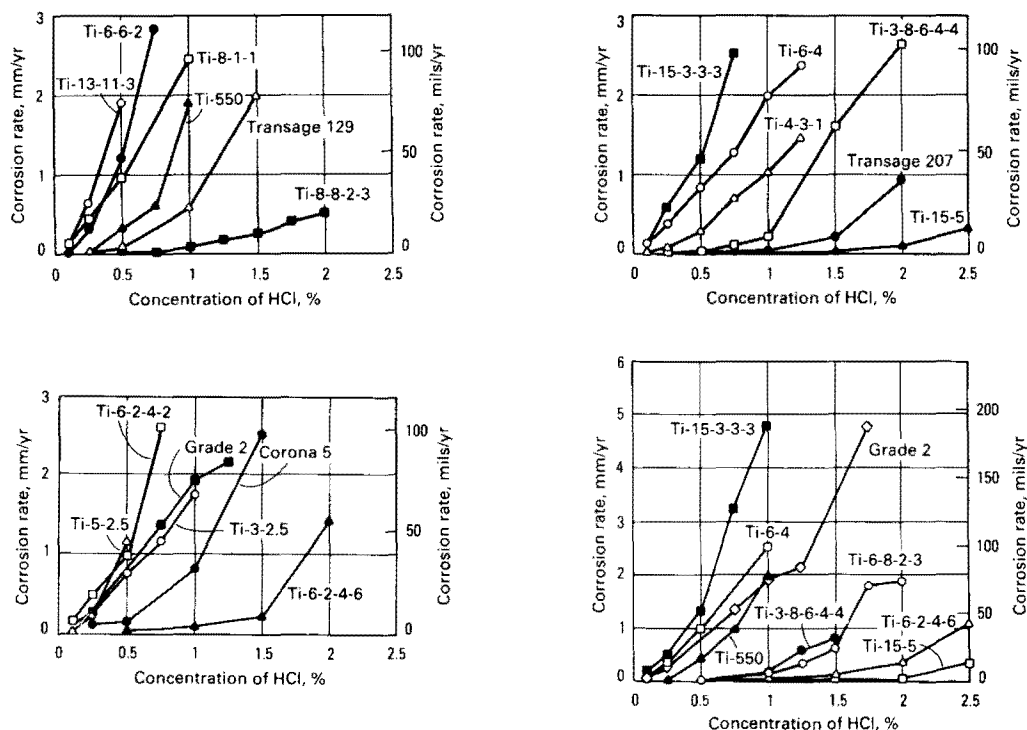 3
2
1
0
Corrosion rate, mm/yr
100
50
0
Corrosion rate, mils/yr
Ti-6-6-2
Ti-8-1-1
Ti-13-11-3
Ti-550
Transage 129
Ti-8-8-2-3
0 0.5 1 1.5 2 2.5
Concentration of HCl, %
3
2
1
0
Corrosion rate, mm/yr
100
50
0
Corrosion rate, mils/yr
Ti-3-8-6-4-4
Ti-6-4
Ti-15-3-3-3
Ti-4-3-1
Transage 207
Ti-15-5
0 0.5 1 1.5 2 2.5
Concentration of HCl, %
3
2
1
0
Corrosion rate, mm/yr
100
50
0
Corrosion rate, mils/yr
Ti-6-2-4-2
Grade 2
Corona 5
Ti-5-2.5
Ti-3-2.5
Ti-6-2-4-6
0 0.5 1 1.5 2 2.5
Concentration of HCl, %
6
5
4
3
2
1
0
Corrosion rate, mm/yr
200
150
100
50
0
Corrosion rate, mils/yr
Ti-15-3-3-3
Grade 2
Ti-6-4
Ti-6-8-2-3
Ti-3-8-6-4-4
Ti-6-2-4-6
Ti-550
Ti-15-5
0 0.5 1 1.5 2 2.5
Concentration of HCl, %